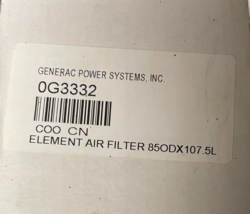 GENERAC POWER SYSTEMS, INC.
0G3332
COO CN
ELEMENT AIR FILTER 85ODX107.5L